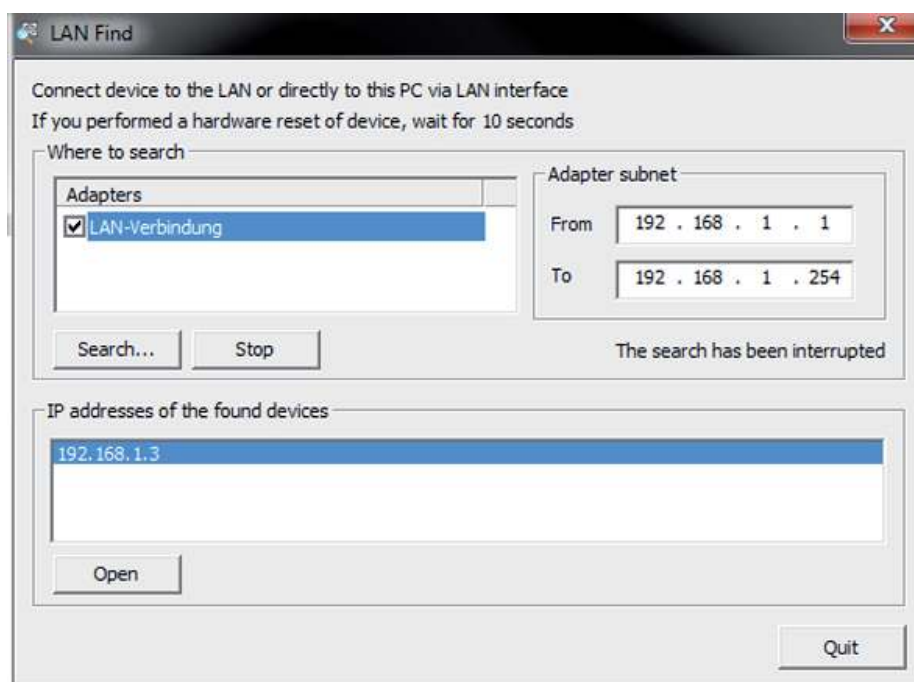 LAN Find
Connect device to the LAN or directly to this PC via LAN interface
If you performed a hardware reset of device, wait for 10 seconds
Where to search
Adapters
LAN-Verbindung
Adapter subnet
From 192 . 168 . 1 . 1
To 192 . 168 . 1 . 254
Search... Stop The search has been interrupted
IP addresses of the found devices
192.168.1.3
Open
Quit